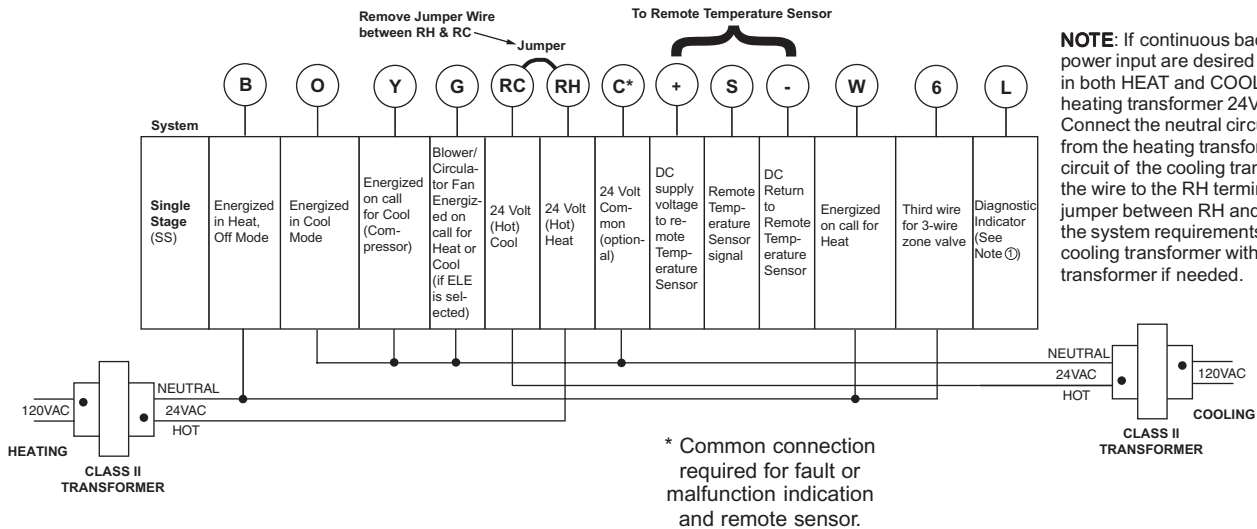 Remove Jumper Wire
between RH & RC
Jumper
To Remote Temperature Sensor
B
O
Y
G
RC
RH
C*
+
S
-
W
6
L
System
Single
Stage
(SS)
Energized
in Heat,
Off Mode
Energized
in Cool
Mode
Energized
on call
for Cool
(Com-
pressor)
Blower/
Circula-
tor Fan
Energiz-
ed on
call for
Heat or
Cool
(if ELE
is sel-
ected)
24 Volt
(Hot)
Cool
24 Volt
(Hot)
Heat
24 Volt
Com-
mon
(option-
al)
DC
supply
voltage
to re-
mote
Temp-
erature
Sensor
Remote
Temp-
erature
Sensor
signal
DC
Return
to
Remote
Temp-
erature
Sensor
Energized
on call for
Heat
Third wire
for 3-wire
zone valve
Diagnostic
Indicator
(See
Note ①)
NOTE: If continuous
power input are desired
in both HEAT and COOL
heating transformer
Connect the neutral
from the heating
circuit of the cooling
the wire to the RH
jumper between RH and
the system requirements
cooling transformer with
transformer if needed.
120VAC
HEATING
CLASS II
TRANSFORMER
NEUTRAL
24VAC
HOT
NEUTRAL
24VAC
HOT
120VAC
COOLING
CLASS II
TRANSFORMER
* Common connection
required for fault or
malfunction indication
and remote sensor.